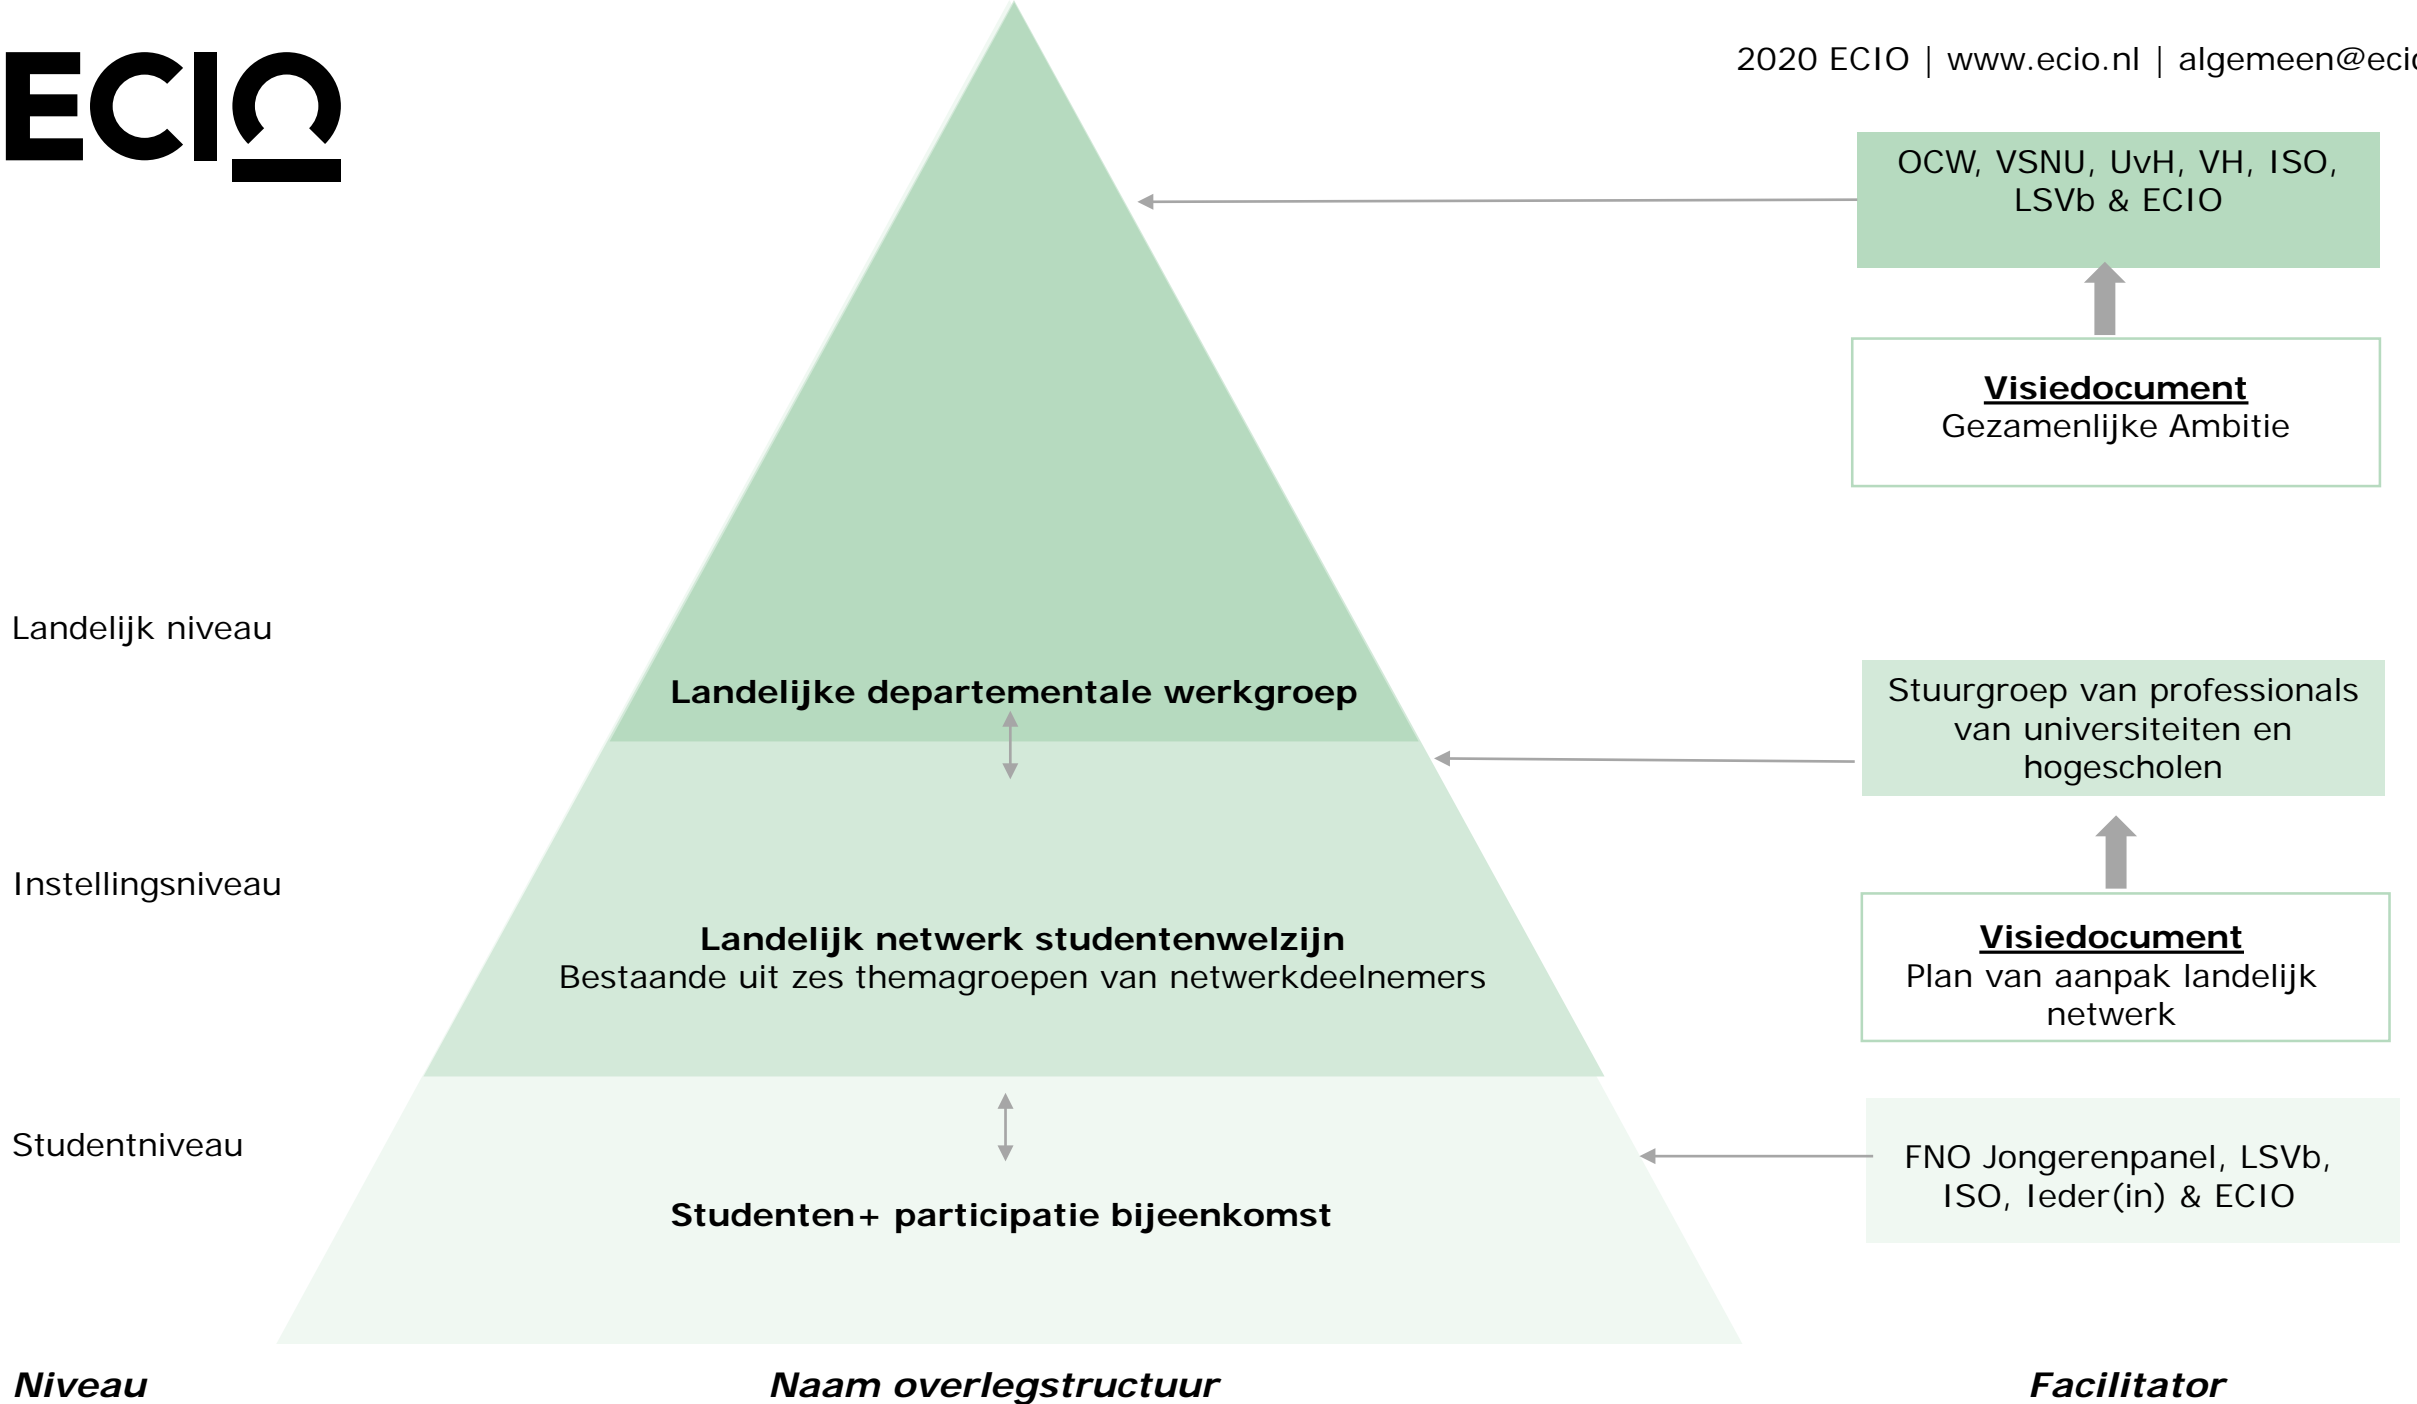 ECIO
2020 ECIO | www.ecio.nl | algemeen@ecio
OCW, VSNU, UvH, VH, ISO,
LSVb & ECIO
Visiedocument
Gezamenlijke Ambitie
Landelijk niveau
Landelijke departementale werkgroep
Stuurgroep van professionals
van universiteiten en
hogescholen
Instellingsniveau
Landelijk netwerk studentenwelzijn
Bestaande uit zes themagroepen van netwerkdeelnemers
Visiedocument
Plan van aanpak landelijk
netwerk
Studentniveau
Studenten+ participatie bijeenkomst
FNO Jongerenpanel, LSVb,
ISO, Ieder(in) & ECIO
Niveau
Naam overlegstructuur
Facilitator